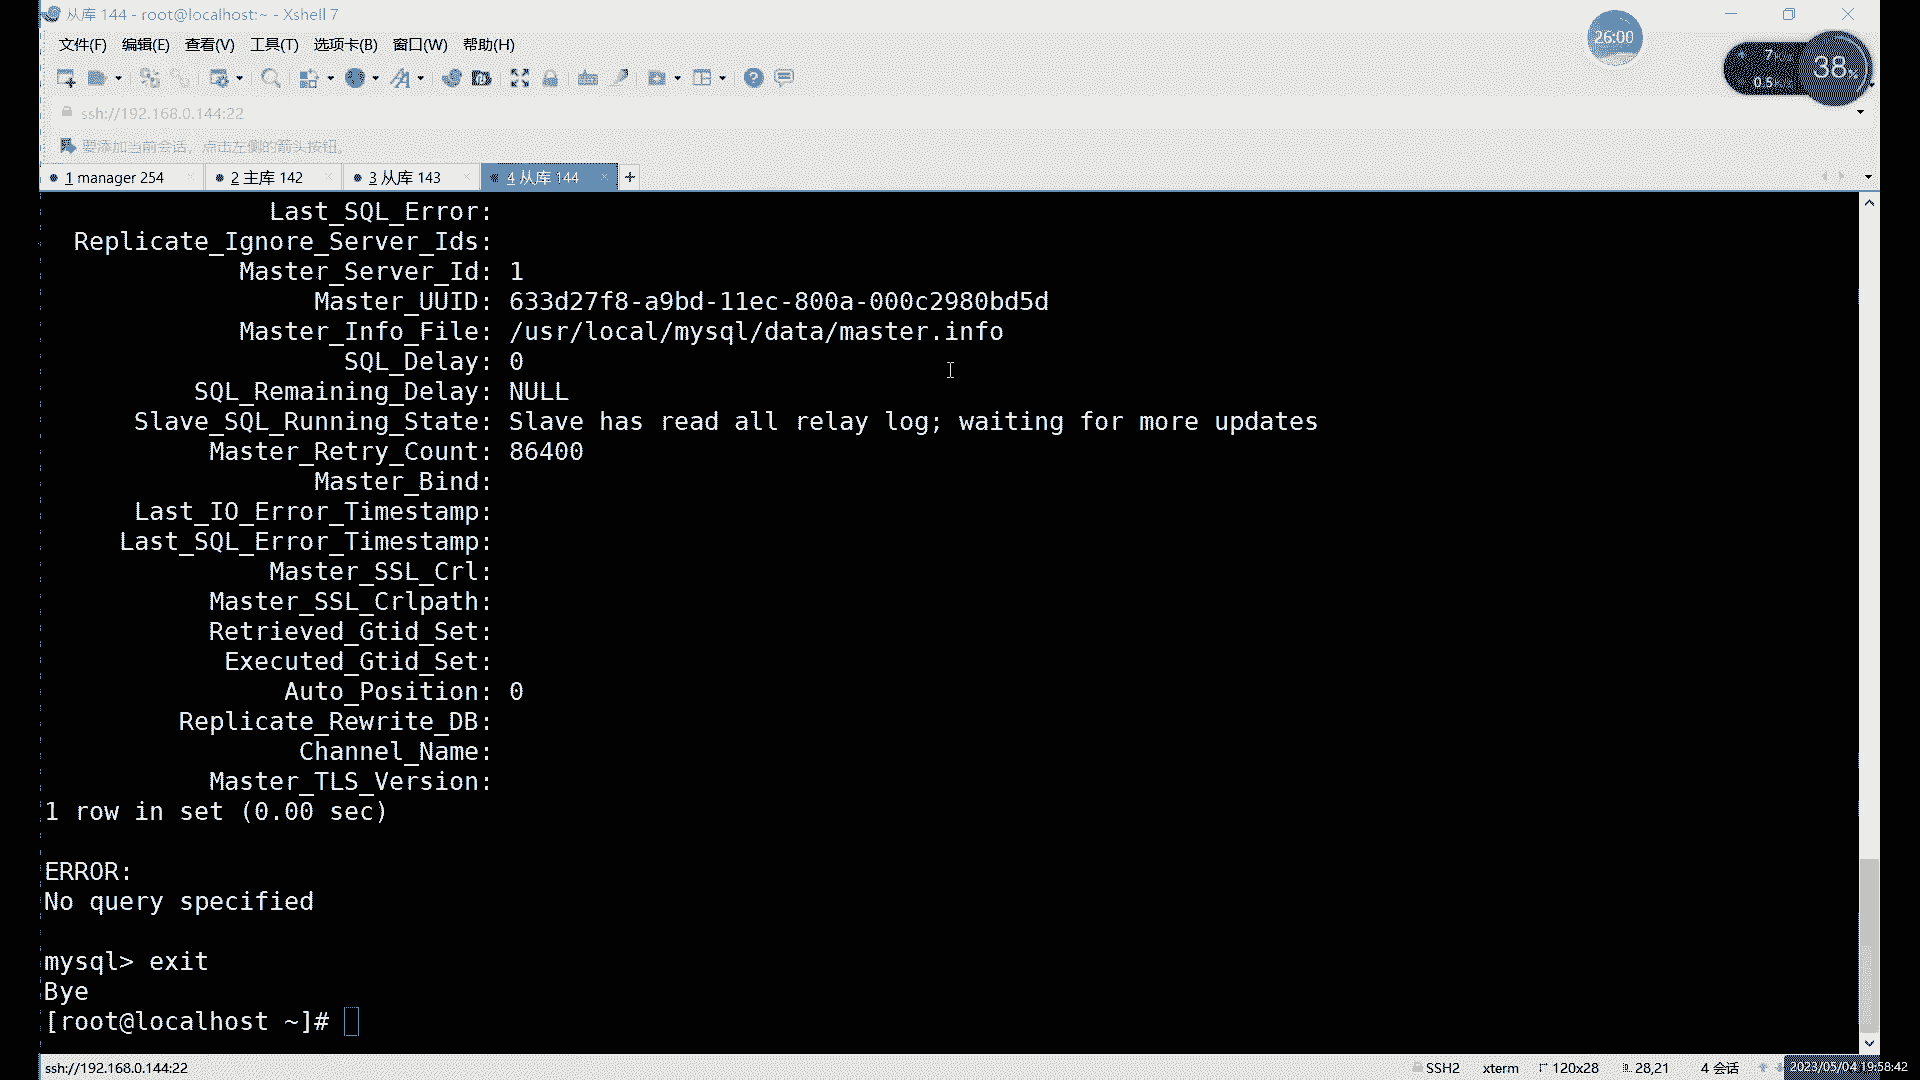 从库 144 - root@localhost:~ - Xshell 7
26:00
文件(F) 编辑(E) 查看(V) 工具(T) 选项卡(B) 窗口(W) 帮助(H)
38%
ssh://192.168.0.144:22
要添加当前会话，点击左侧的箭头按钮。
1 manager 254 2 主库 142 3 从库 143 4 从库 144
Last_SQL_Error:
Replicate_Ignore_Server_Ids:
Master_Server_Id: 1
Master_UUID: 633d27f8-a9bd-11ec-800a-000c2980bd5d
Master_Info_File: /usr/local/mysql/data/master.info
SQL_Delay: 0
SQL_Remaining_Delay: NULL
Slave_SQL_Running_State: Slave has read all relay log; waiting for more updates
Master_Retry_Count: 86400
Master_Bind:
Last_IO_Error_Timestamp:
Last_SQL_Error_Timestamp:
Master_SSL_Crl:
Master_SSL_Crlpath:
Retrieved_Gtid_Set:
Executed_Gtid_Set:
Auto_Position: 0
Replicate_Rewrite_DB:
Channel_Name:
Master_TLS_Version:
1 row in set (0.00 sec)
ERROR:
No query specified
mysql> exit
Bye
[root@localhost ~]#
ssh://192.168.0.144:22 SSH2 xterm 120x28 28,21 4 会话 2023/05/04 19:58:42